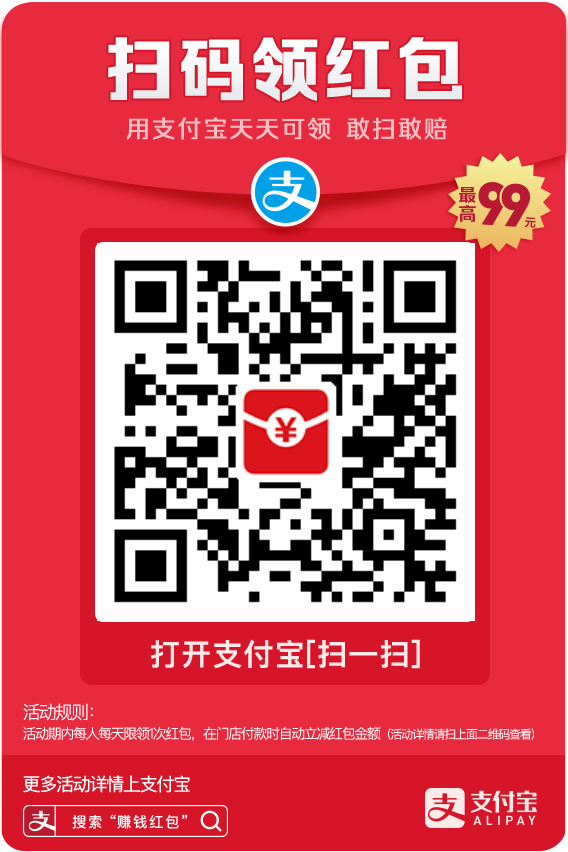 扫码领红包
用支付宝天天可领 敢扫敢赔
支
最高99元
¥
打开支付宝[扫一扫]
活动规则：
活动期内每人每天限领1次红包，在门店付款时自动立减红包金额（活动详情请扫上面二维码查看）
更多活动详情上支付宝
支 搜索“赚钱红包”
支 支付宝
ALIPAY